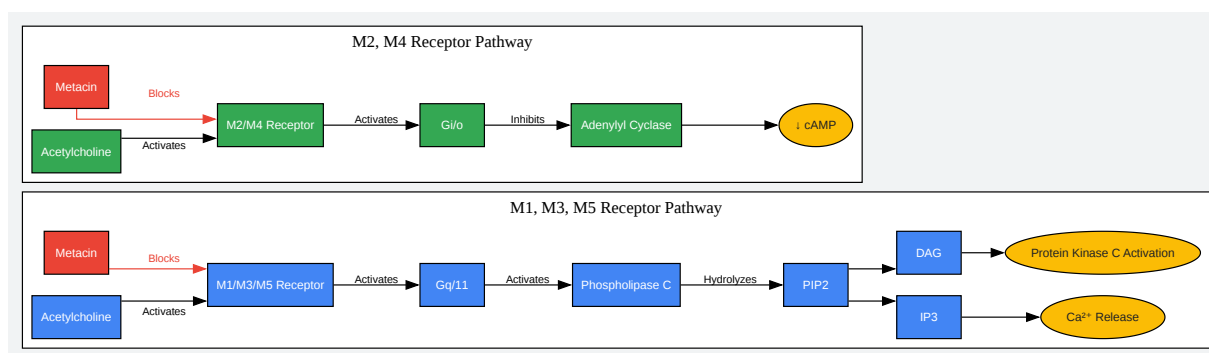 M2, M4 Receptor Pathway
Metacin
Blocks
Acetylcholine
Activates
M2/M4 Receptor
Activates
Gi/o
Inhibits
Adenylyl Cyclase
↓ cAMP
M1, M3, M5 Receptor Pathway
Metacin
Blocks
Acetylcholine
Activates
M1/M3/M5 Receptor
Activates
Gq/11
Activates
Phospholipase C
Hydrolyzes
PIP2
DAG
Protein Kinase C Activation
IP3
Ca²⁺ Release